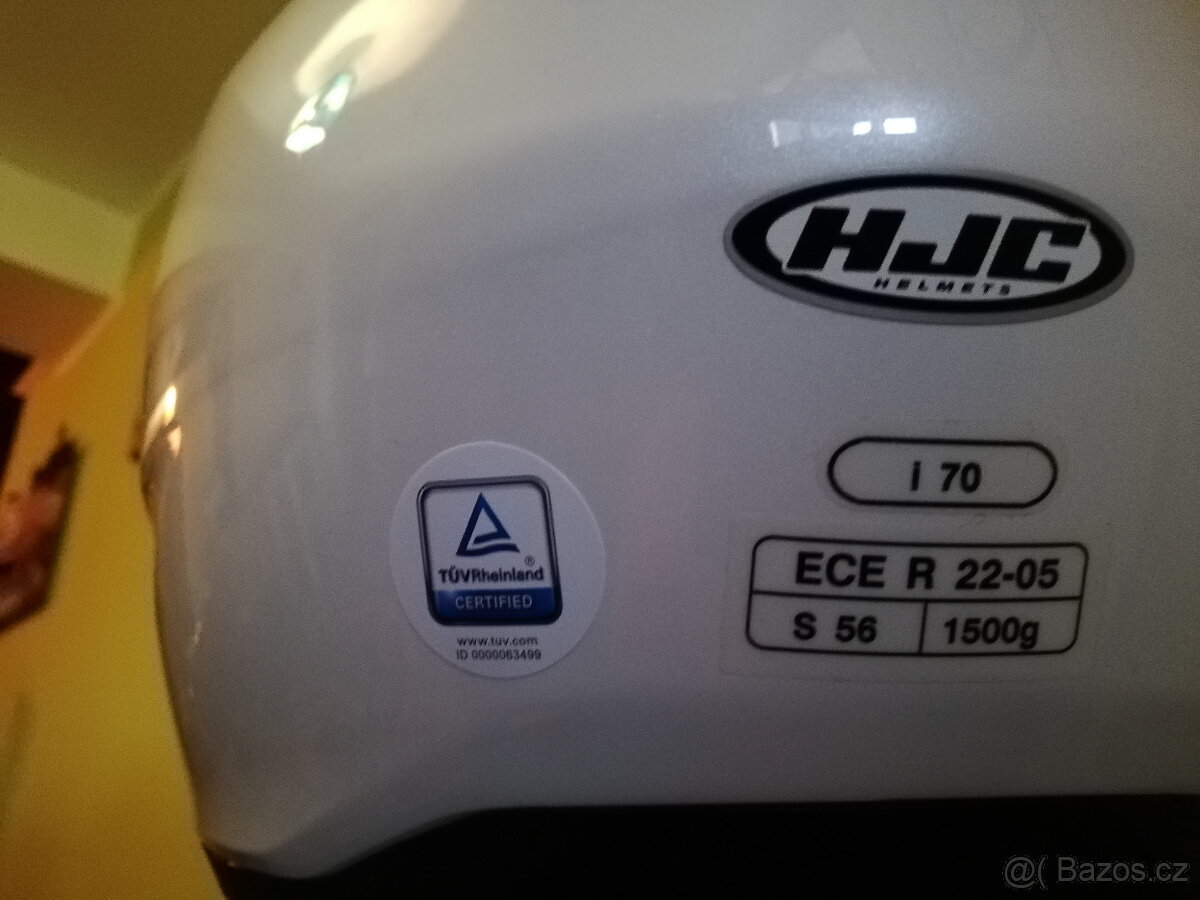 HJC
HELMETS
i 70
ECE R 22-05
S 56
1500g
TÜVRheinland®
CERTIFIED
www.tuv.com
ID 0000063499
@( Bazos.cz